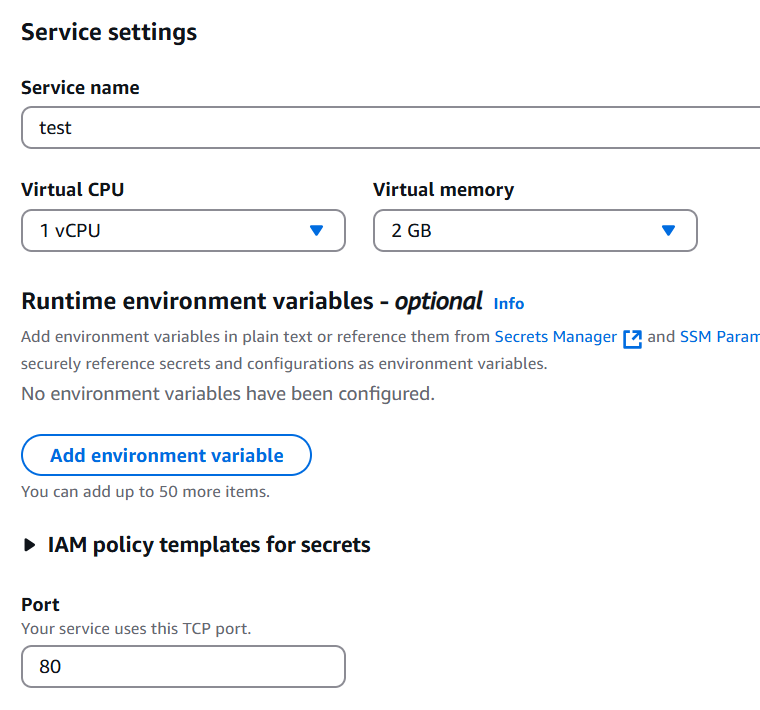 Service settings
Service name
test
Virtual CPU Virtual memory
1 vCPU 2 GB
Runtime environment variables - optional Info
Add environment variables in plain text or reference them from Secrets Manager and SSM Param
securely reference secrets and configurations as environment variables.
No environment variables have been configured.
Add environment variable
You can add up to 50 more items.
IAM policy templates for secrets
Port
Your service uses this TCP port.
80